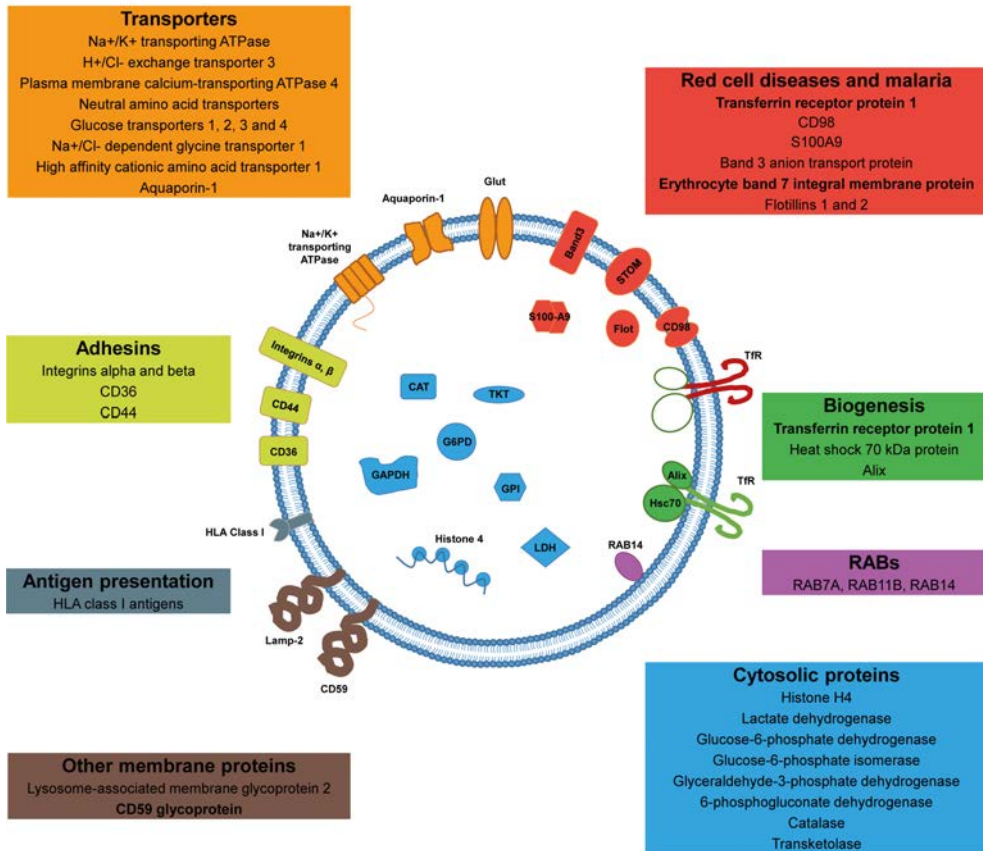 Transporters
Na+/K+ transporting ATPase
H+/Cl- exchange transporter 3
Plasma membrane calcium-transporting ATPase 4
Neutral amino acid transporters
Glucose transporters 1, 2, 3 and 4
Na+/Cl- dependent glycine transporter 1
High affinity cationic amino acid transporter 1
Aquaporin-1
Red cell diseases and malaria
Transferrin receptor protein 1
CD98
S100A9
Band 3 anion transport protein
Erythrocyte band 7 integral membrane protein
Flotillins 1 and 2
Glut
Aquaporin-1
Na+/K+
transporting
ATPase
Band3
STOM
S100-A9
Flot
CD98
TfR
Integrins α, β
CD44
CD36
CAT
TKT
G6PD
GAPDH
GPI
Histone 4
LDH
Alix
Hsc70
TfR
RAB14
HLA Class I
Lamp-2
CD59
Adhesins
Integrins alpha and beta
CD36
CD44
Biogenesis
Transferrin receptor protein 1
Heat shock 70 kDa protein
Alix
Antigen presentation
HLA class I antigens
RABs
RAB7A, RAB11B, RAB14
Other membrane proteins
Lysosome-associated membrane glycoprotein 2
CD59 glycoprotein
Cytosolic proteins
Histone H4
Lactate dehydrogenase
Glucose-6-phosphate dehydrogenase
Glucose-6-phosphate isomerase
Glyceraldehyde-3-phosphate dehydrogenase
6-phosphogluconate dehydrogenase
Catalase
Transketolase